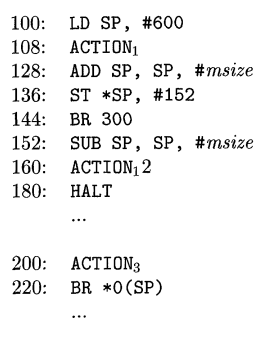 100: LD SP, #600
108: ACTION₁
128: ADD SP, SP, #msize
136: ST *SP, #152
144: BR 300
152: SUB SP, SP, #msize
160: ACTION₁2
180: HALT
...
200: ACTION₃
220: BR *0(SP)
...